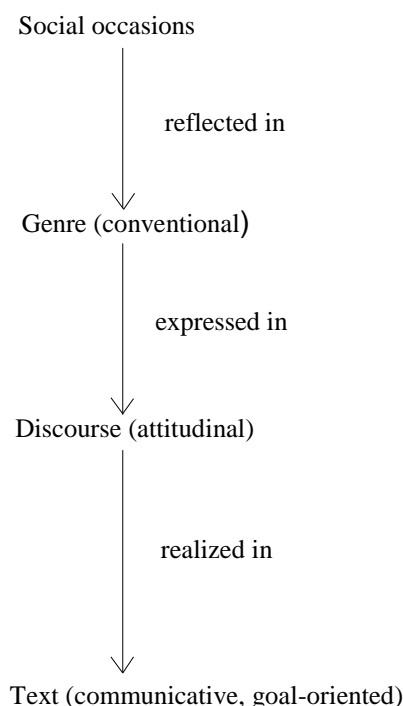 Social occasions
reflected in
Genre (conventional)
expressed in
Discourse (attitudinal)
realized in
Text (communicative, goal-oriented)